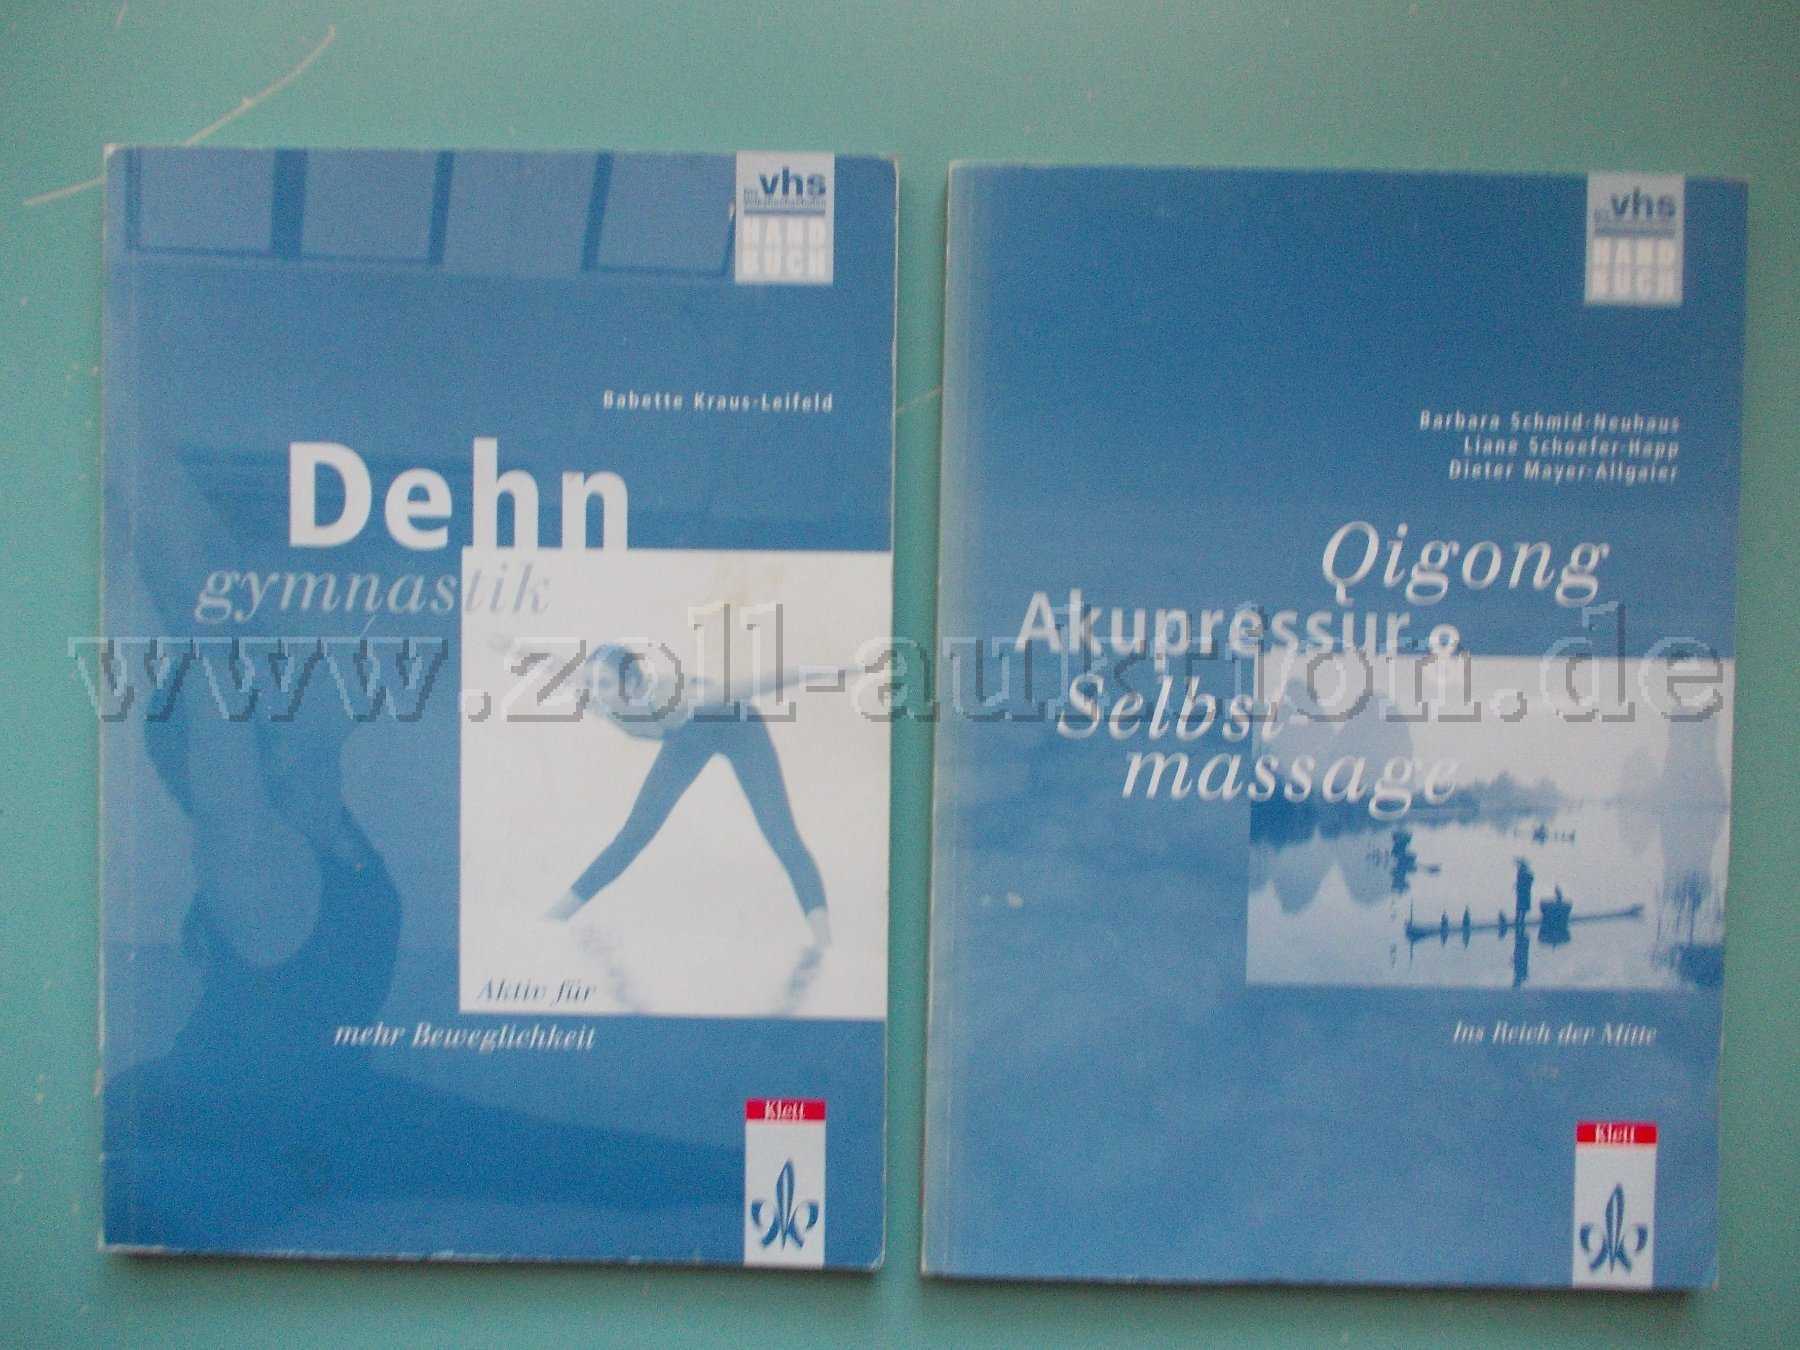 vhs
HAND
BUCH
Babette Kraus-Leifeld
Dehn
gymnastik
Aktiv für
mehr Beweglichkeit
Klett
vhs
HAND
BUCH
Barbara Schmid-Neuhaus
Liane Schoefer-Happ
Dieter Mayer-Allgaier
Qigong
Akupressur &
Selbst
massage
Ins Reich der Mitte
Klett
www.zoll-auktion.de